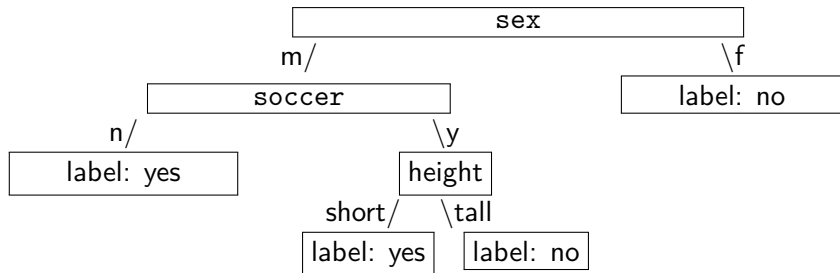 sex
m/ \f
soccer label: no
n/ \y
label: yes height
short/ \tall
label: yes label: no